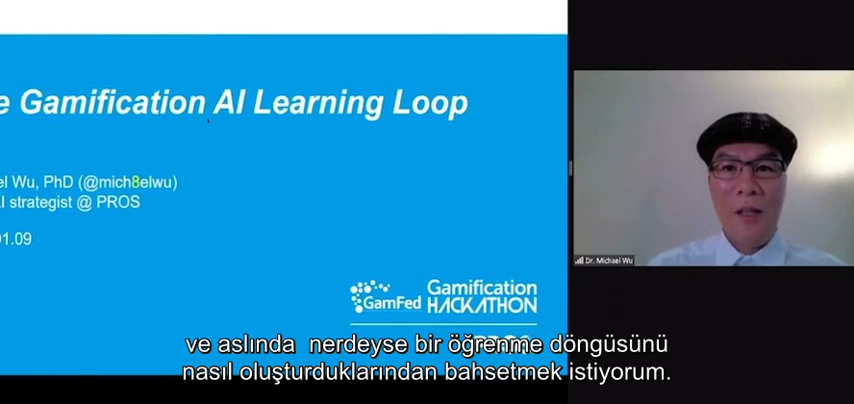 e Gamification AI Learning Loop
el Wu, PhD (@mich8elwu)
I strategist @ PROS
01.09
GamFed
Gamification
HACKATHON
Dr. Michael Wu
ve aslında nerdeyse bir öğrenme döngüsünü
nasıl oluşturduklarından bahsetmek istiyorum.